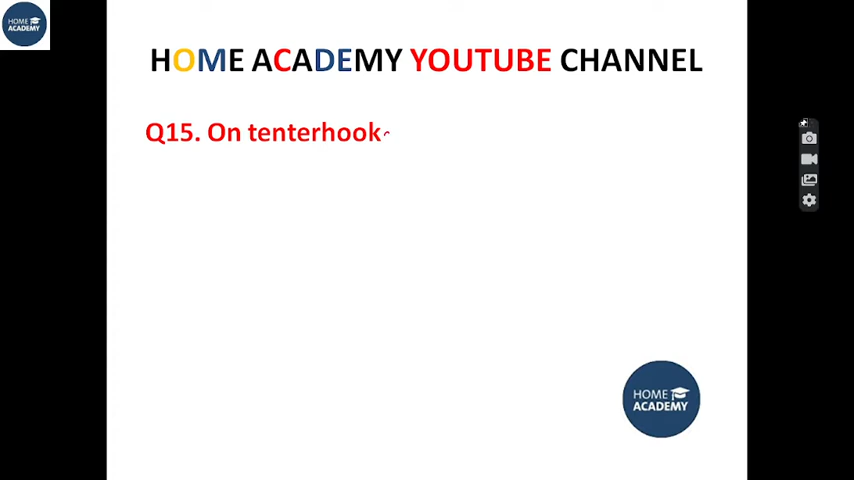 HOME
ACADEMY
HOME ACADEMY YOUTUBE CHANNEL
Q15. On tenterhook
HOME
ACADEMY